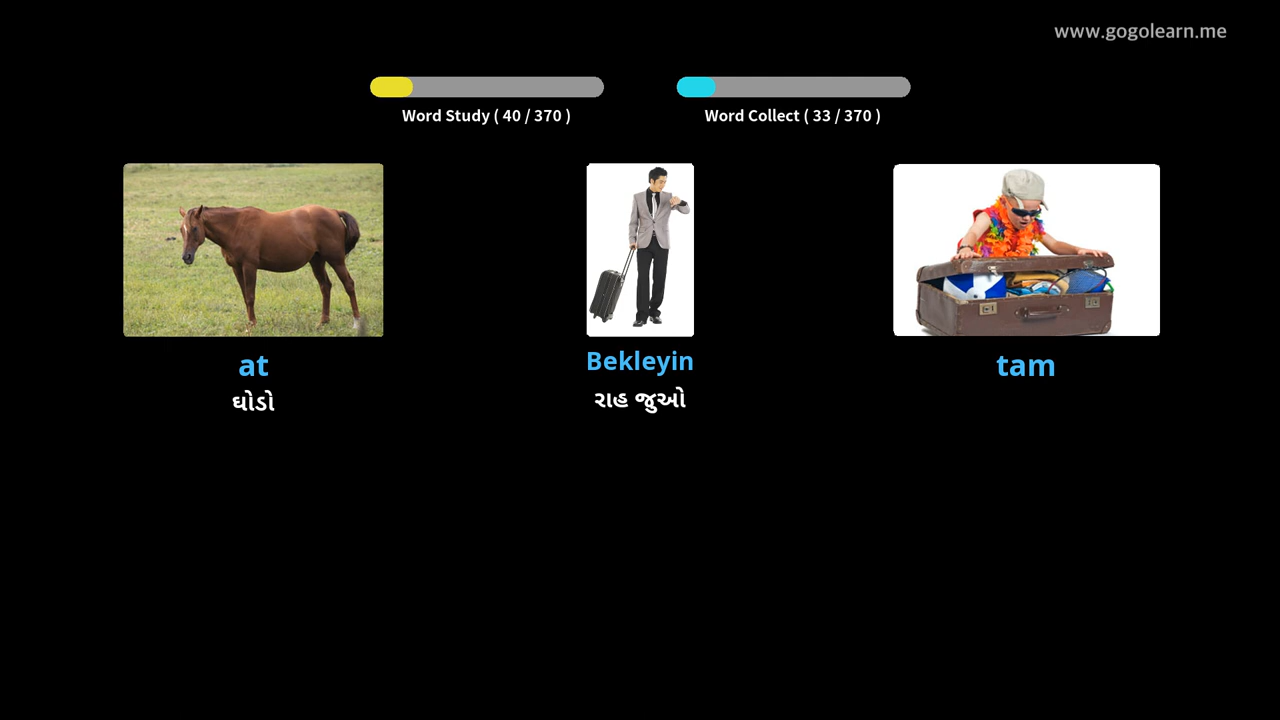 www.gogolearn.me
Word Study ( 40 / 370 )
Word Collect ( 33 / 370 )
at
Bekleyin
tam
ઘોડો
રાહ જુઓ